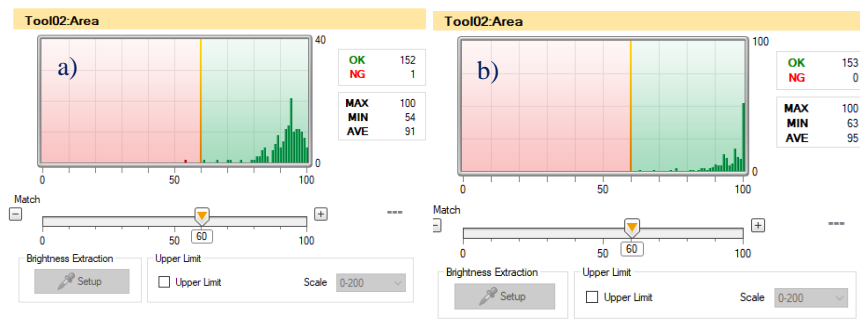 Tool02:Area
40
a)
0
0 50 100
OK 152
NG 1
MAX 100
MIN 54
AVE 91
Match
---
0 50 100
60
Brightness Extraction
Setup
Upper Limit
Upper Limit
Scale 0-200
Tool02:Area
100
b)
0
0 50 100
OK 153
NG 0
MAX 100
MIN 63
AVE 95
Match
---
0 50 100
60
Brightness Extraction
Setup
Upper Limit
Upper Limit
Scale 0-200